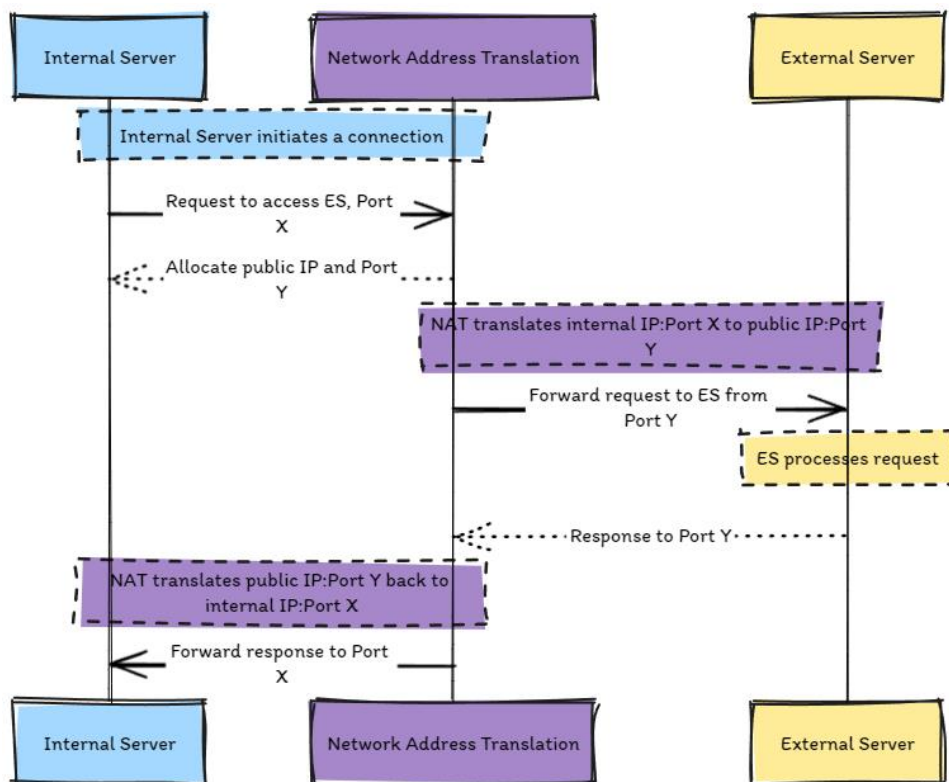 Internal Server
Network Address Translation
External Server
Internal Server initiates a connection
Request to access ES, Port
X
Allocate public IP and Port
Y
NAT translates internal IP:Port X to public IP:Port
Y
Forward request to ES from
Port Y
ES processes request
Response to Port Y
NAT translates public IP:Port Y back to
internal IP:Port X
Forward response to Port
X
Internal Server
Network Address Translation
External Server